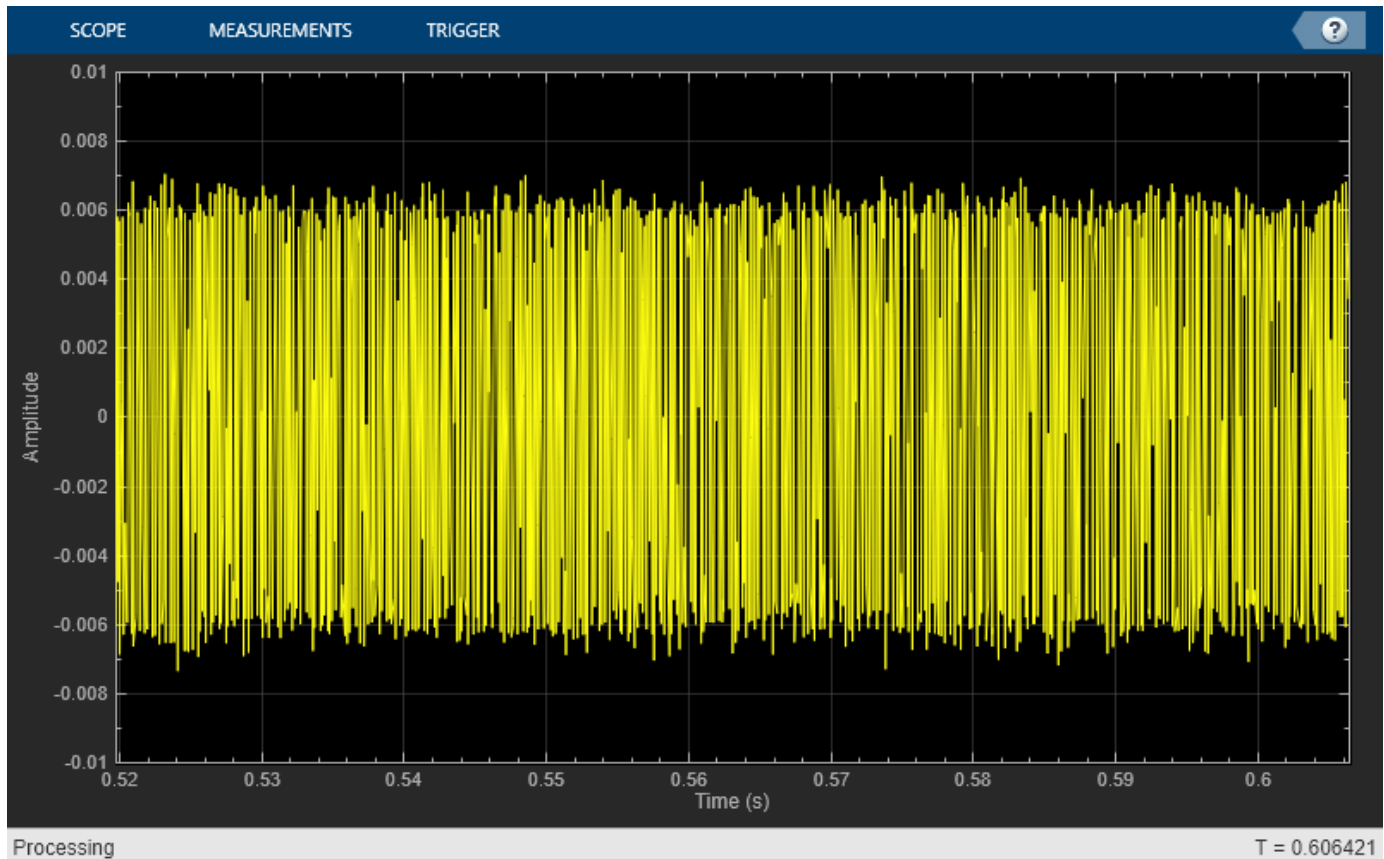 SCOPE MEASUREMENTS TRIGGER ?
0.01
0.008
0.006
0.004
0.002
0
-0.002
-0.004
-0.006
-0.008
-0.01
Amplitude
0.52 0.53 0.54 0.55 0.56 0.57 0.58 0.59 0.6
Time (s)
Processing T = 0.606421